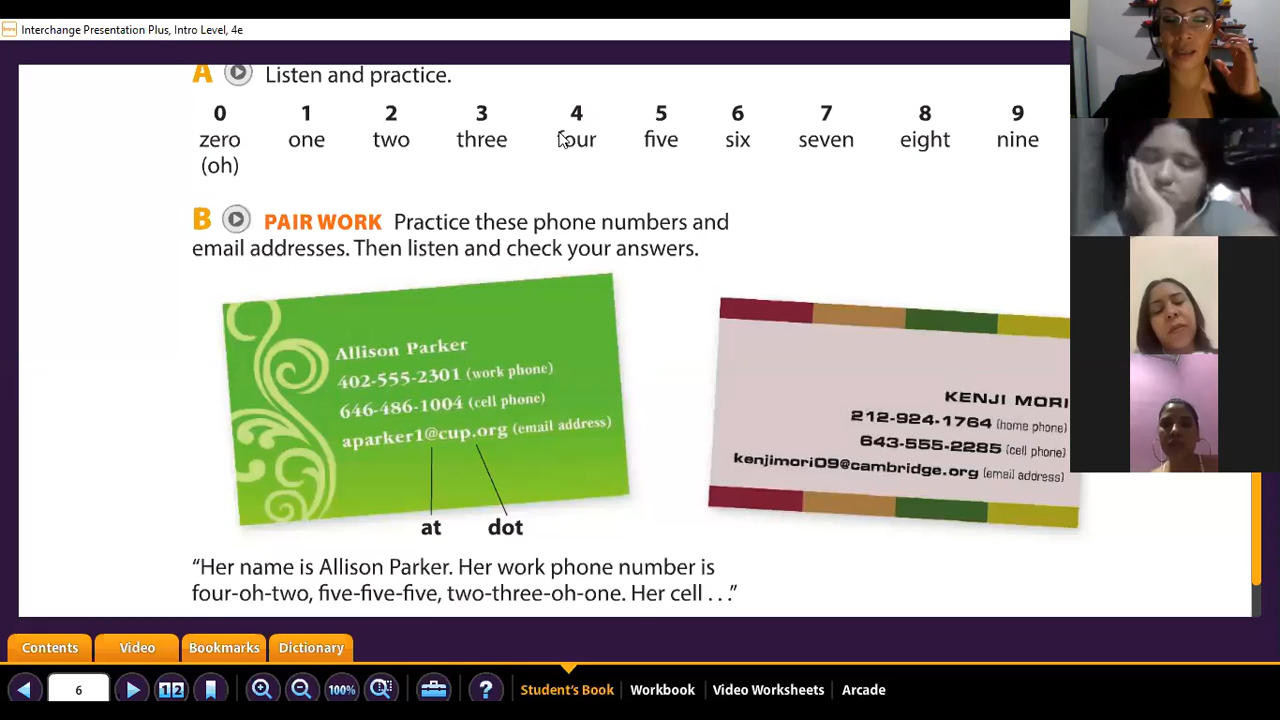 Interchange Presentation Plus, Intro Level, 4e
A Listen and practice.
0 1 2 3 4 5 6 7 8 9
zero one two three four five six seven eight nine
(oh)
B PAIR WORK Practice these phone numbers and
email addresses. Then listen and check your answers.
Allison Parker
402-555-2301 (work phone)
646-486-1004 (cell phone)
aparker1@cup.org (email address)
at dot
KENJI MORI
212-924-1764 (home phone)
643-555-2285 (cell phone)
kenjimori09@cambridge.org (email address)
“Her name is Allison Parker. Her work phone number is
four-oh-two, five-five-five, two-three-oh-one. Her cell . . .”
Contents Video Bookmarks Dictionary
6 12 100% ? Student's Book Workbook Video Worksheets Arcade